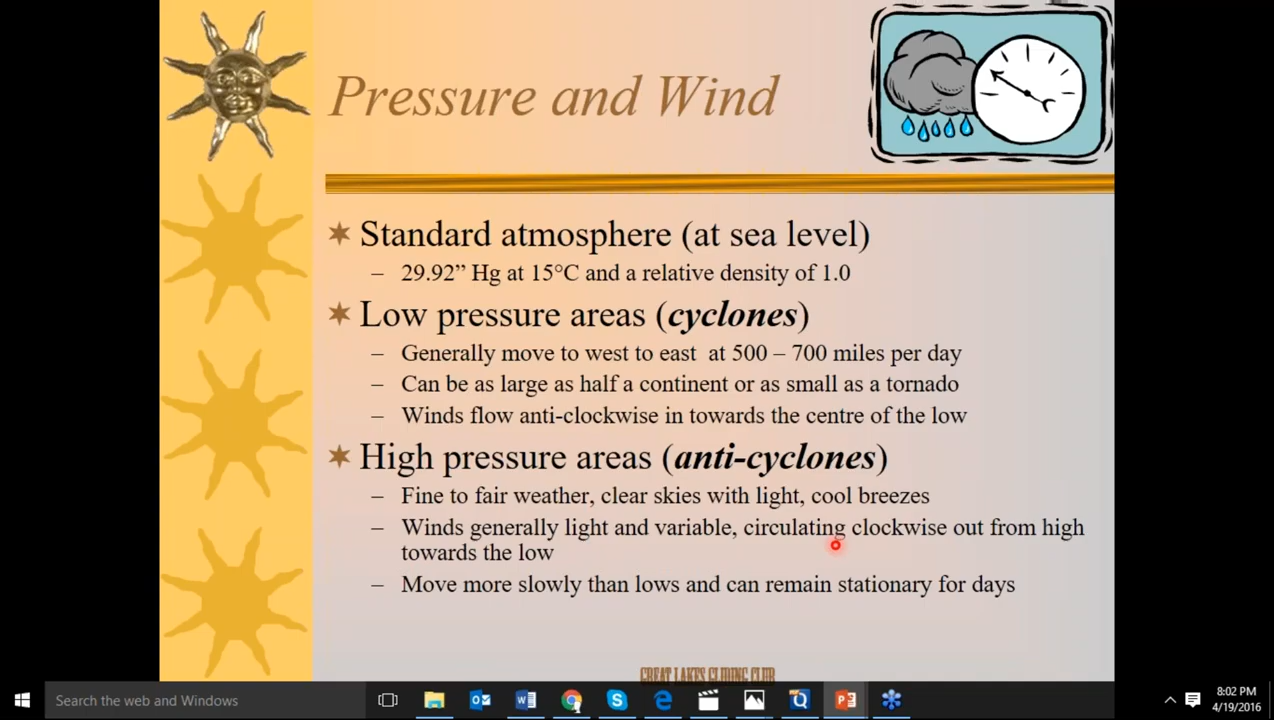 Pressure and Wind
Standard atmosphere (at sea level)
– 29.92” Hg at 15°C and a relative density of 1.0
Low pressure areas (cyclones)
– Generally move to west to east at 500 – 700 miles per day
– Can be as large as half a continent or as small as a tornado
– Winds flow anti-clockwise in towards the centre of the low
High pressure areas (anti-cyclones)
– Fine to fair weather, clear skies with light, cool breezes
– Winds generally light and variable, circulating clockwise out from high
towards the low
– Move more slowly than lows and can remain stationary for days
GREAT LAKES GLIDING CLUB
Search the web and Windows
8:02 PM
4/19/2016